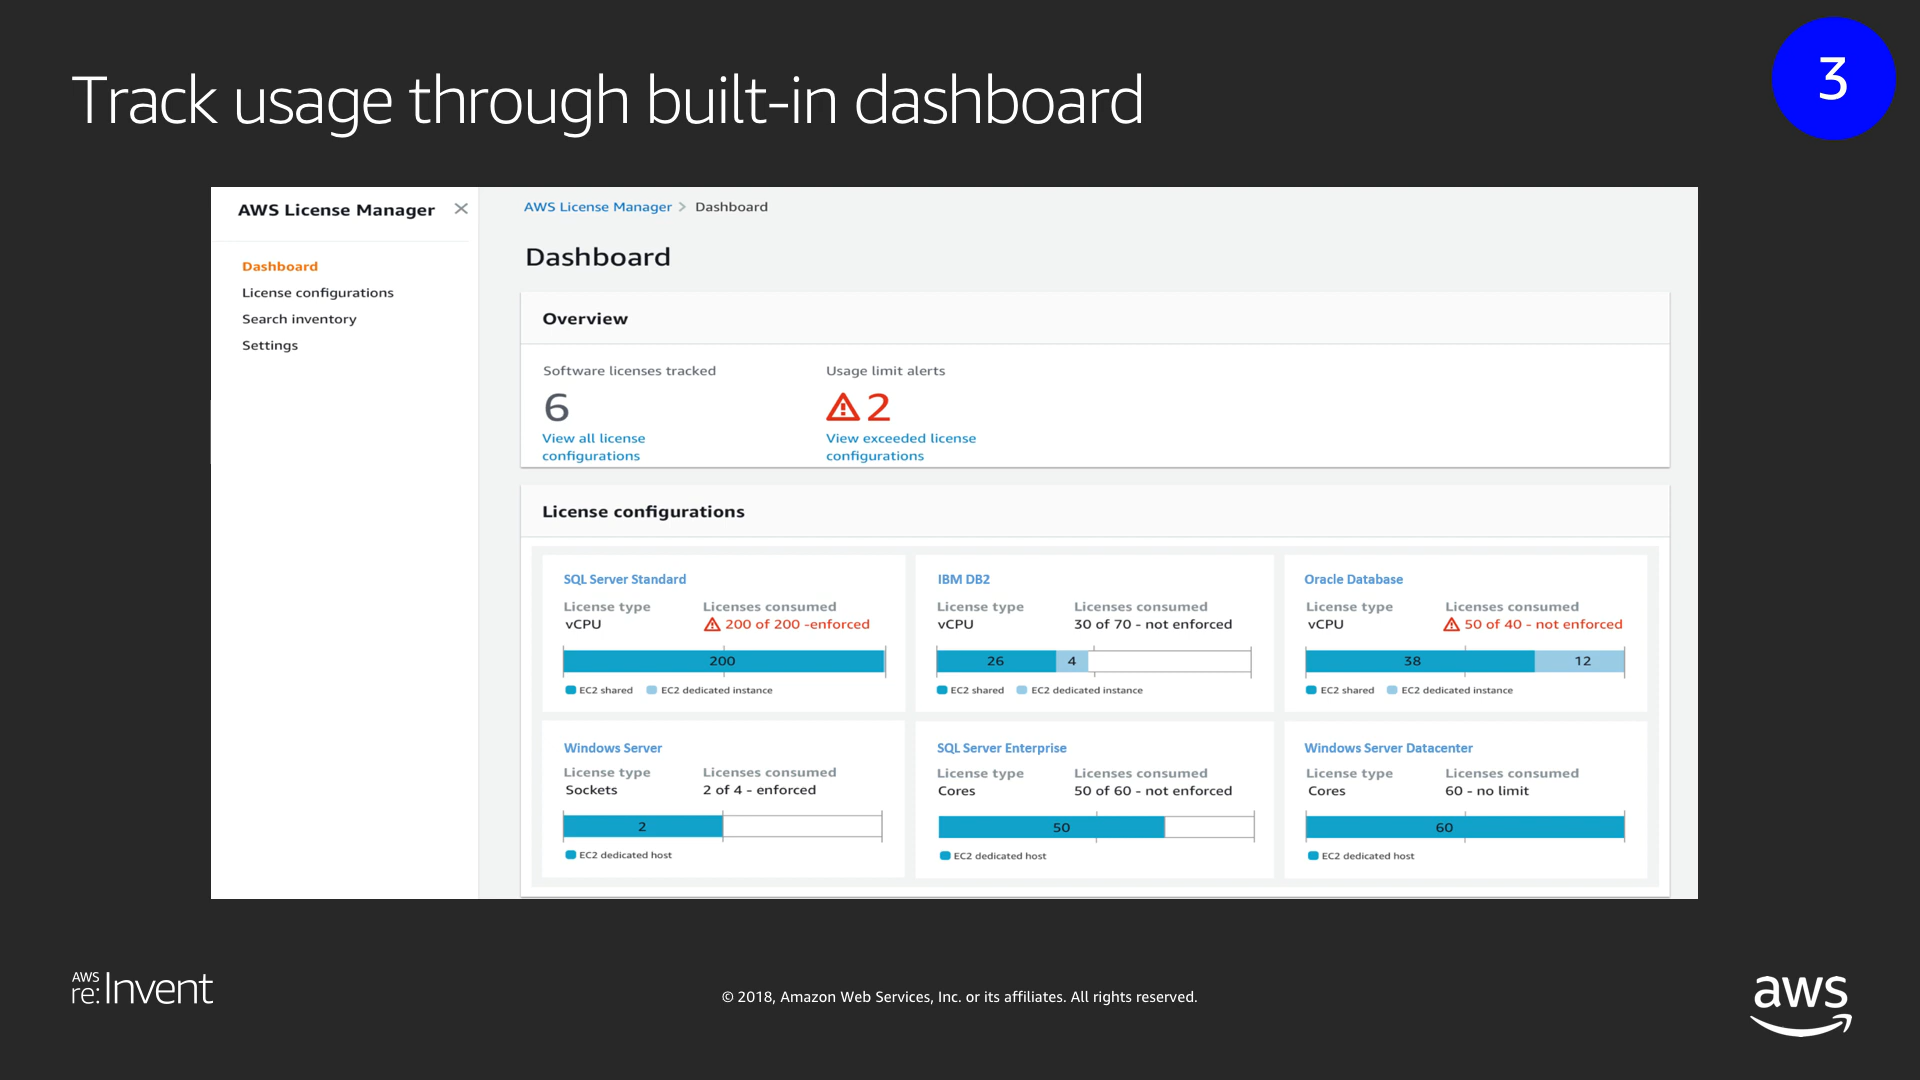 Track usage through built-in dashboard
3
AWS License Manager
Dashboard
License configurations
Search inventory
Settings
AWS License Manager > Dashboard
Dashboard
Overview
Software licenses tracked
6
View all license
configurations
Usage limit alerts
2
View exceeded license
configurations
License configurations
SQL Server Standard
License type
vCPU
Licenses consumed
200 of 200 -enforced
200
EC2 shared EC2 dedicated instance
IBM DB2
License type
vCPU
Licenses consumed
30 of 70 - not enforced
26 4
EC2 shared EC2 dedicated instance
Oracle Database
License type
vCPU
Licenses consumed
50 of 40 - not enforced
38 12
EC2 shared EC2 dedicated instance
Windows Server
License type
Sockets
Licenses consumed
2 of 4 - enforced
2
EC2 dedicated host
SQL Server Enterprise
License type
Cores
Licenses consumed
50 of 60 - not enforced
50
EC2 dedicated host
Windows Server Datacenter
License type
Cores
Licenses consumed
60 - no limit
60
EC2 dedicated host
AWS
re:Invent
© 2018, Amazon Web Services, Inc. or its affiliates. All rights reserved.
aws